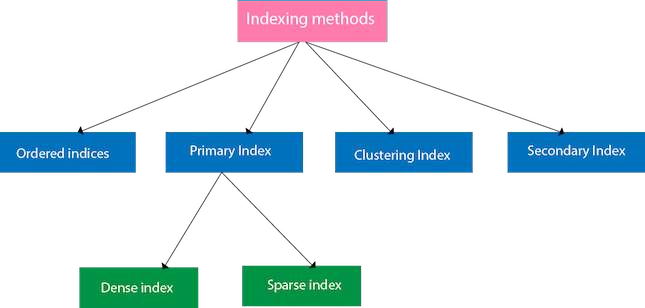 Indexing methods
Ordered indices
Primary Index
Clustering Index
Secondary Index
Dense index
Sparse index